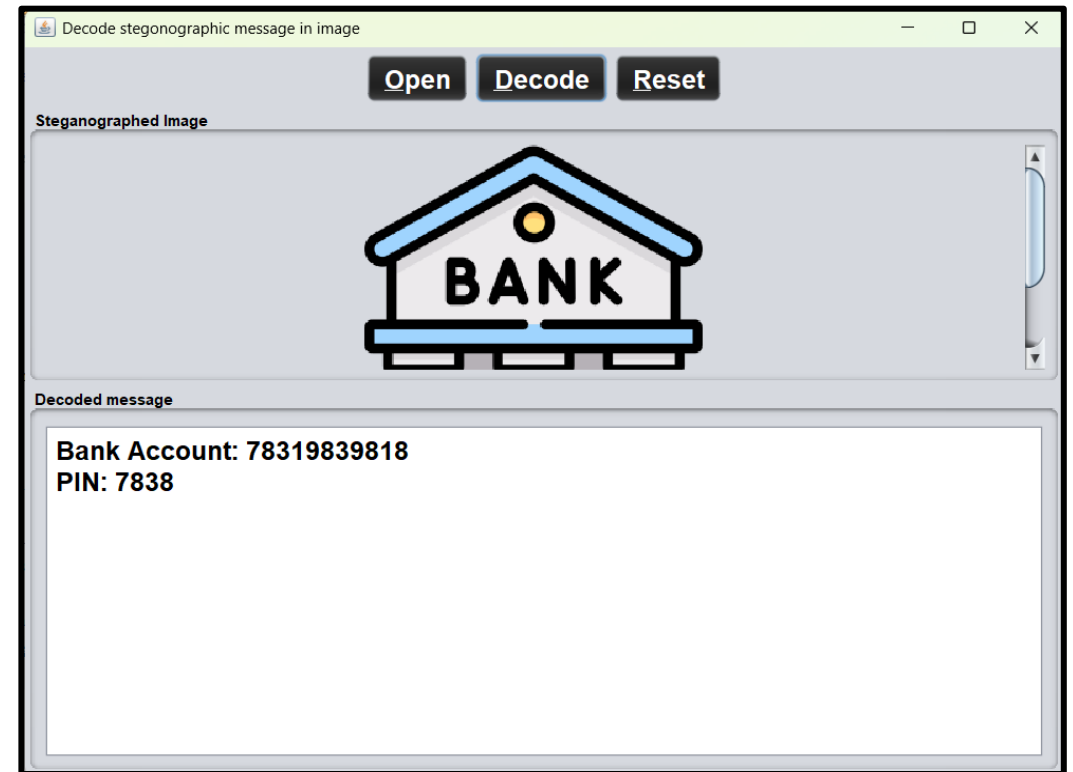 Decode stegonographic message in image
Open Decode Reset
Steganographed Image
BANK
Decoded message
Bank Account: 78319839818
PIN: 7838